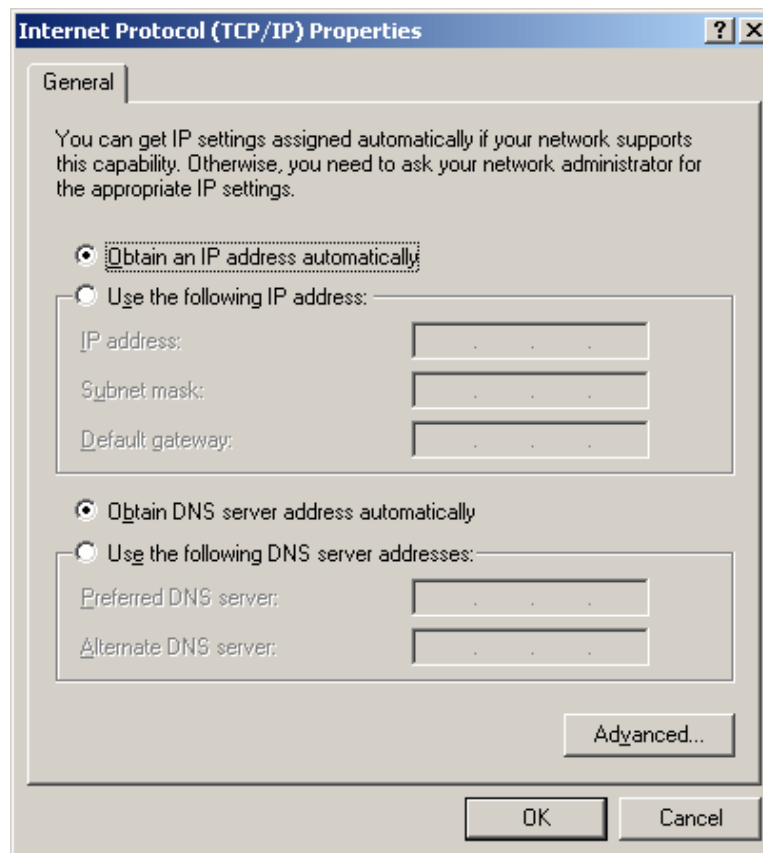 Internet Protocol (TCP/IP) Properties
General
You can get IP settings assigned automatically if your network supports
this capability. Otherwise, you need to ask your network administrator for
the appropriate IP settings.
Obtain an IP address automatically
Use the following IP address:
IP address:
Subnet mask:
Default gateway:
Obtain DNS server address automatically
Use the following DNS server addresses:
Preferred DNS server:
Alternate DNS server:
Advanced...
OK Cancel